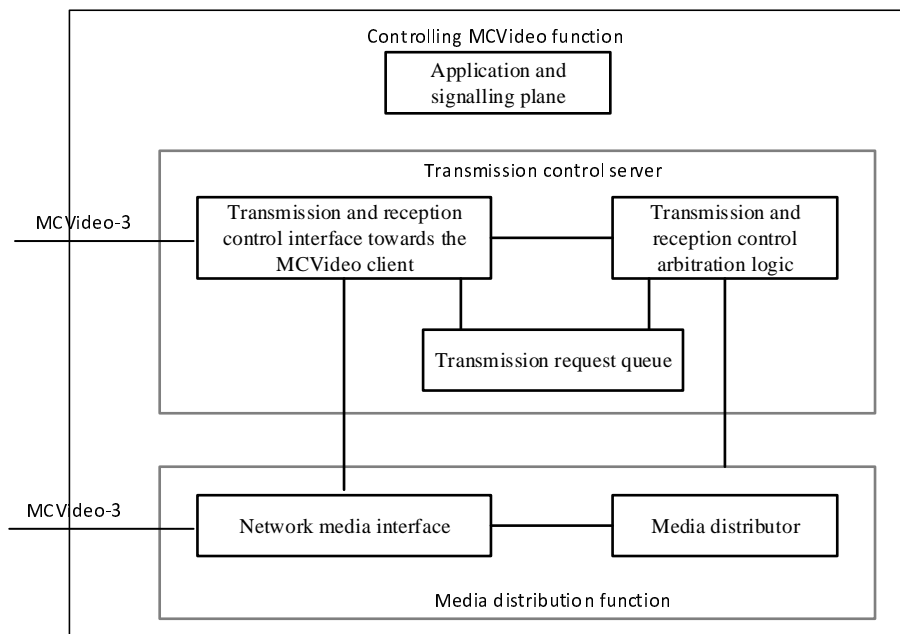 Controlling MCVideo function
Application and
signalling plane
Transmission control server
MCVideo-3
Transmission and reception
control interface towards the
MCVideo client
Transmission and
reception control
arbitration logic
Transmission request queue
MCVideo-3
Network media interface
Media distributor
Media distribution function